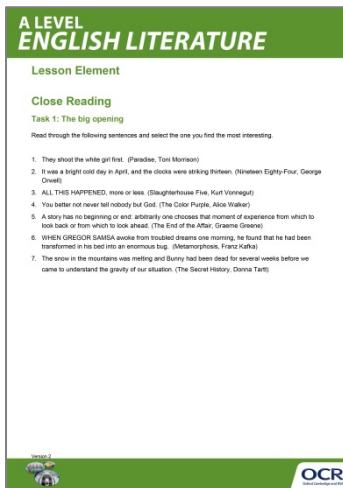 A LEVEL
ENGLISH LITERATURE
Lesson Element
Close Reading
Task 1: The big opening
Read through the following sentences and select the one you find the most interesting.
1. They shoot the white girl first. (Paradise, Toni Morrison)
2. It was a bright cold day in April, and the clocks were striking thirteen. (Nineteen Eighty-Four, George
Orwell)
3. ALL THIS HAPPENED, more or less. (Slaughterhouse Five, Kurt Vonnegut)
4. You better not never tell nobody but God. (The Color Purple, Alice Walker)
5. A story has no beginning or end: arbitrarily one chooses that moment of experience from which to
look back or from which to look ahead. (The End of the Affair, Graeme Greene)
6. WHEN GREGOR SAMSA awoke from troubled dreams one morning, he found that he had been
transformed in his bed into an enormous bug. (Metamorphosis, Franz Kafka)
7. The snow in the mountains was melting and Bunny had been dead for several weeks before we
came to understand the gravity of our situation. (The Secret History, Donna Tartt)
Version 2
OCR
Oxford Cambridge and RSA